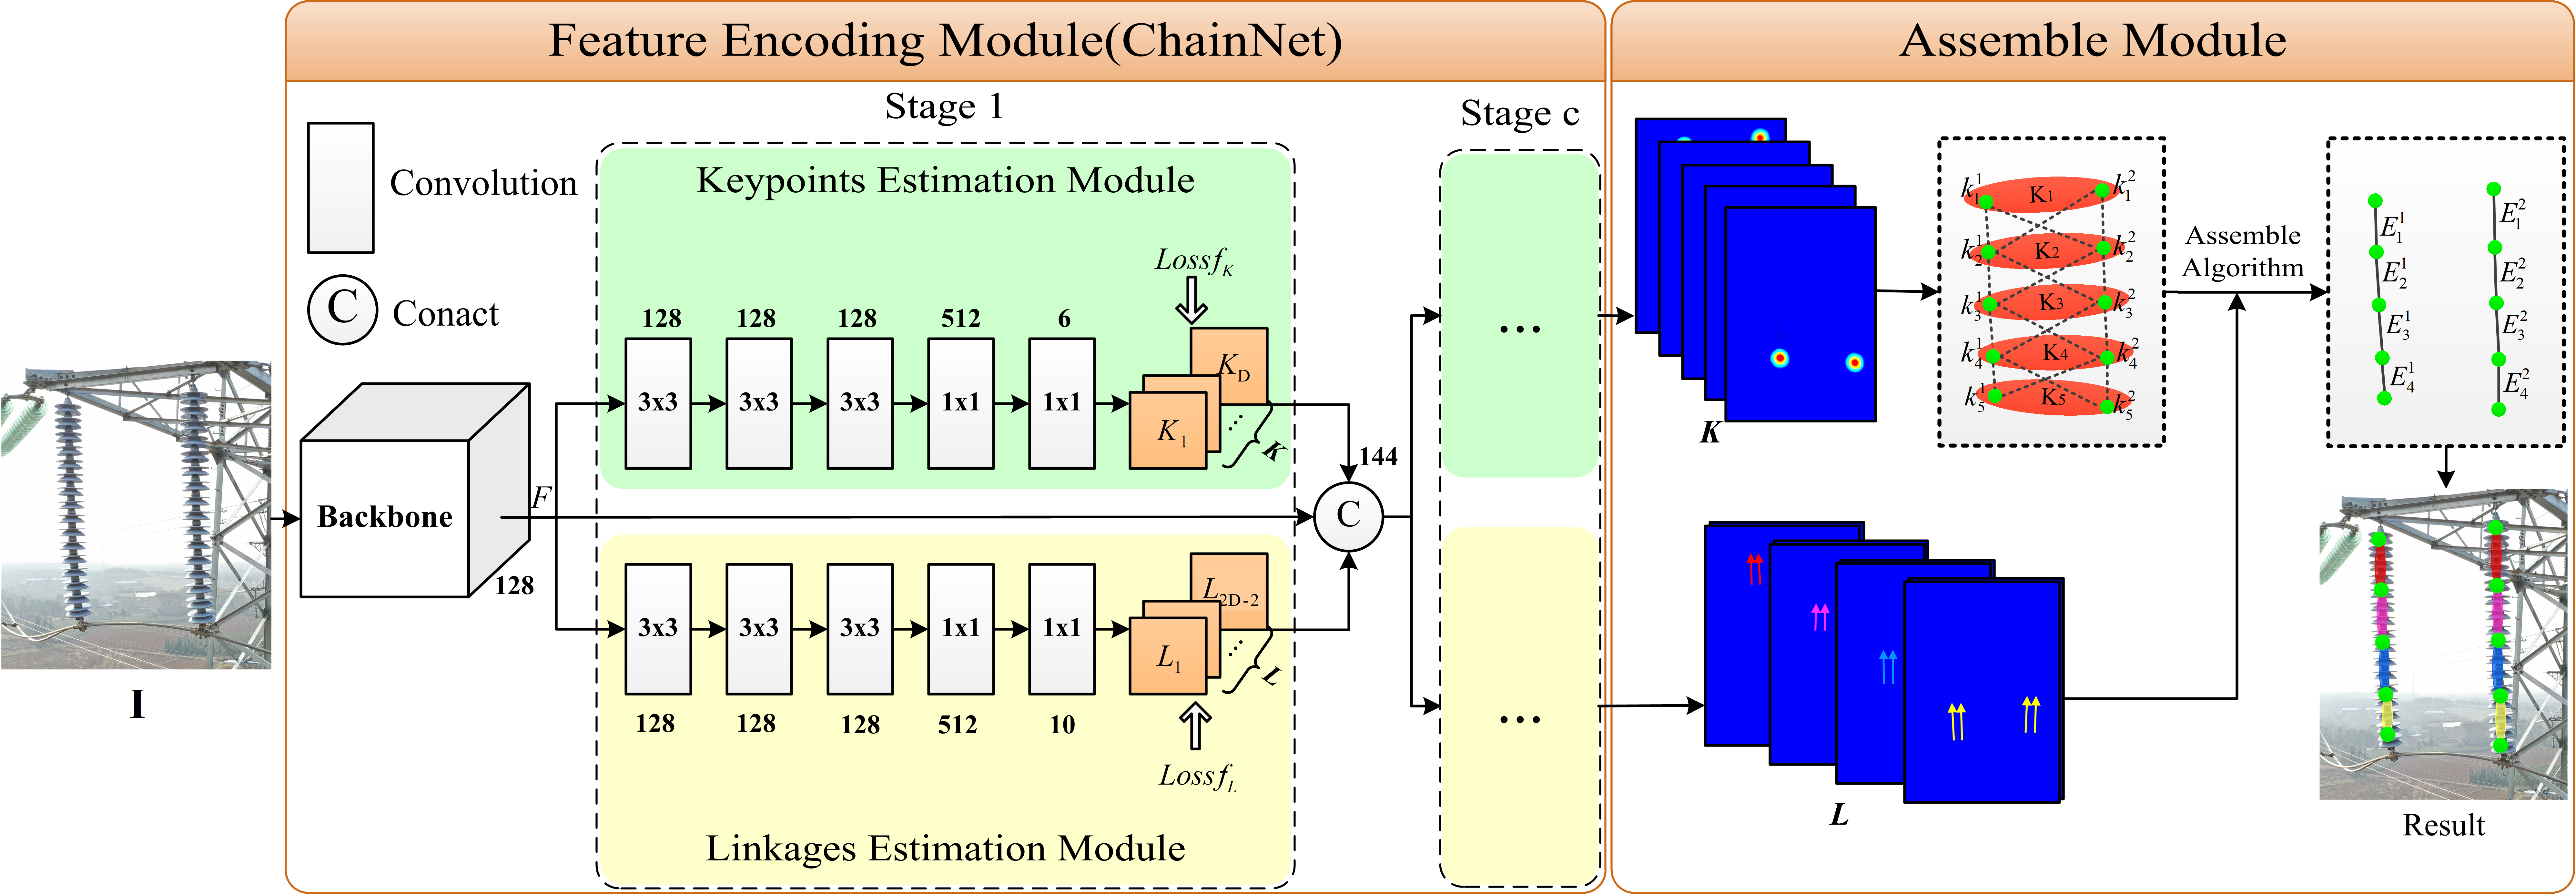 Feature Encoding Module(ChainNet)
Assemble Module
Stage 1
Stage c
Convolution
C
Conact
Keypoints Estimation Module
Lossf_K
128
128
128
512
6
3x3
3x3
3x3
1x1
1x1
K_1
K_D
...
K
144
C
F
Backbone
128
I
3x3
3x3
3x3
1x1
1x1
L_1
L_{2D-2}
...
L
128
128
128
512
10
Lossf_L
Linkages Estimation Module
...
...
K
L
k_1^1 K1 k_1^2
k_2^1 K2 k_2^2
k_3^1 K3 k_3^2
k_4^1 K4 k_4^2
k_5^1 K5 k_5^2
Assemble
Algorithm
E_1^1 E_1^2
E_2^1 E_2^2
E_3^1 E_3^2
E_4^1 E_4^2
Result